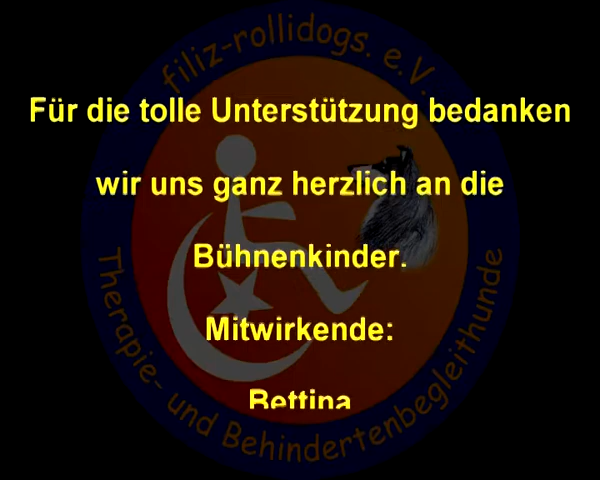 filiz-rollidogs. e.V.
Für die tolle Unterstützung bedanken
wir uns ganz herzlich an die
Bühnenkinder.
Mitwirkende:
Bettina
Therapie- und Behindertenbegleithunde